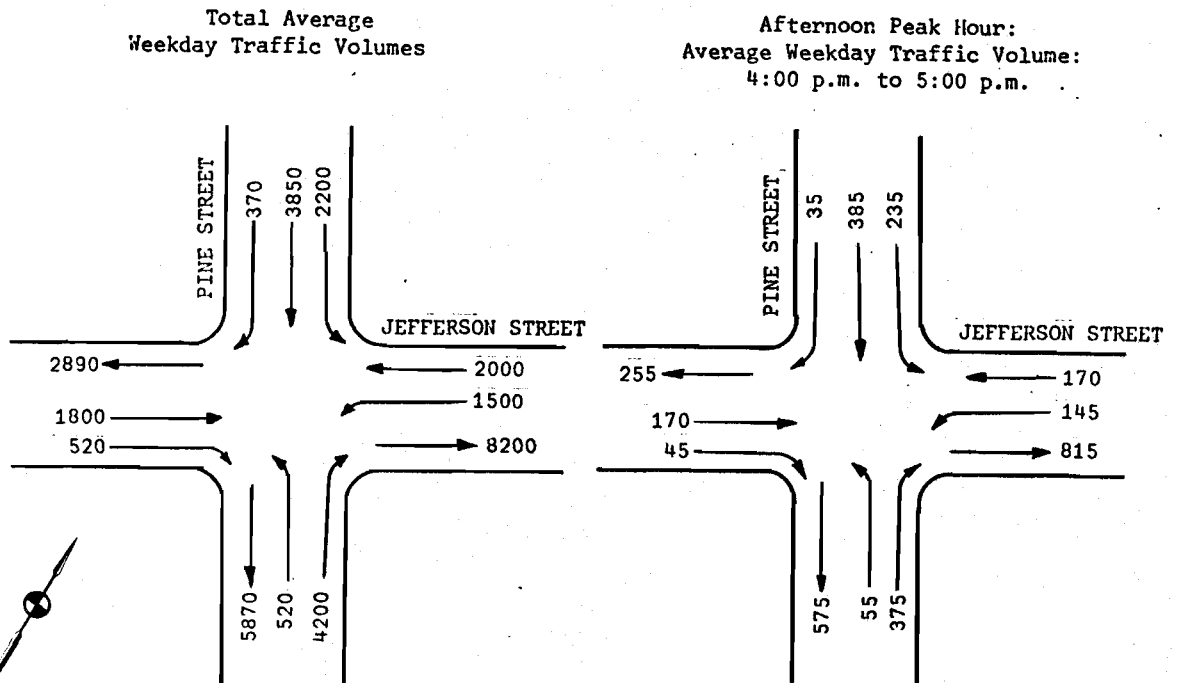 Total Average
Weekday Traffic Volumes
PINE STREET
370
3850
2200
JEFFERSON STREET
2890
2000
1800
1500
520
8200
5870
520
4200
Afternoon Peak Hour:
Average Weekday Traffic Volume:
4:00 p.m. to 5:00 p.m.
PINE STREET
35
385
235
JEFFERSON STREET
255
170
170
145
45
815
575
55
375